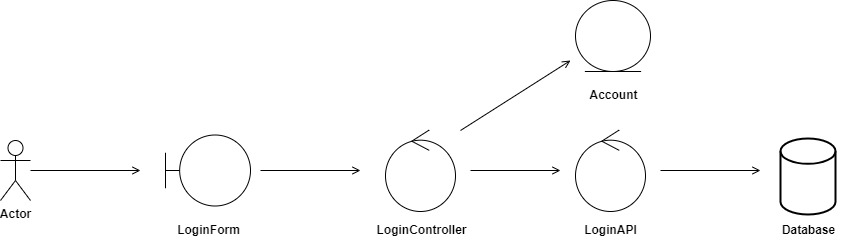 Account
Actor
LoginForm
LoginController
LoginAPI
Database